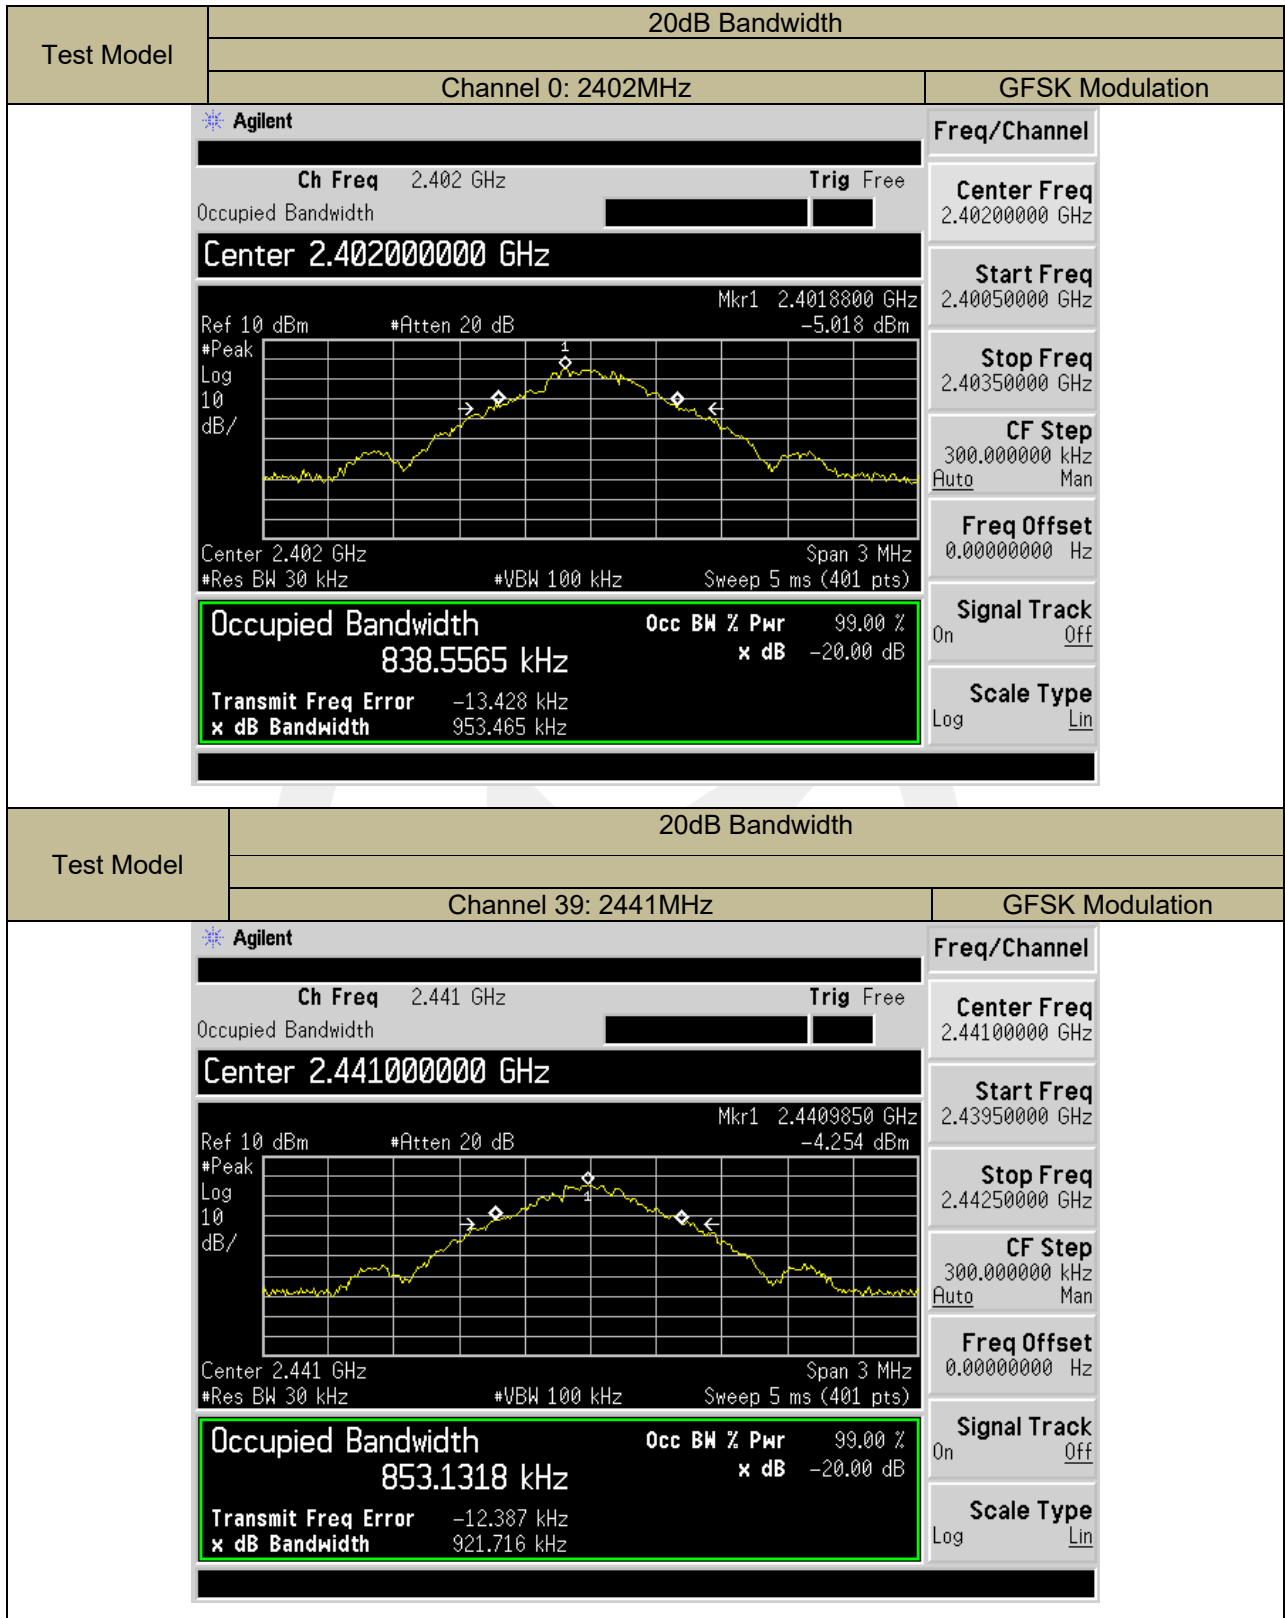 20dB Bandwidth
Test Model
Channel 0: 2402MHz GFSK Modulation
Agilent
Freq/Channel
Ch Freq 2.402 GHz Trig Free
Occupied Bandwidth
Center Freq
2.40200000 GHz
Center 2.402000000 GHz
Start Freq
2.40050000 GHz
Mkr1 2.4018800 GHz
Ref 10 dBm #Atten 20 dB -5.018 dBm
#Peak
Log
10
dB/
1
Stop Freq
2.40350000 GHz
CF Step
300.000000 kHz
Auto Man
Freq Offset
0.00000000 Hz
Center 2.402 GHz Span 3 MHz
#Res BW 30 kHz #VBW 100 kHz Sweep 5 ms (401 pts)
Occupied Bandwidth Occ BW % Pwr 99.00 %
838.5565 kHz x dB -20.00 dB
Signal Track
On Off
Transmit Freq Error -13.428 kHz
x dB Bandwidth 953.465 kHz
Scale Type
Log Lin
20dB Bandwidth
Test Model
Channel 39: 2441MHz GFSK Modulation
Agilent
Freq/Channel
Ch Freq 2.441 GHz Trig Free
Occupied Bandwidth
Center Freq
2.44100000 GHz
Center 2.441000000 GHz
Start Freq
2.43950000 GHz
Mkr1 2.4409850 GHz
Ref 10 dBm #Atten 20 dB -4.254 dBm
#Peak
Log
10
dB/
1
Stop Freq
2.44250000 GHz
CF Step
300.000000 kHz
Auto Man
Freq Offset
0.00000000 Hz
Center 2.441 GHz Span 3 MHz
#Res BW 30 kHz #VBW 100 kHz Sweep 5 ms (401 pts)
Occupied Bandwidth Occ BW % Pwr 99.00 %
853.1318 kHz x dB -20.00 dB
Signal Track
On Off
Transmit Freq Error -12.387 kHz
x dB Bandwidth 921.716 kHz
Scale Type
Log Lin